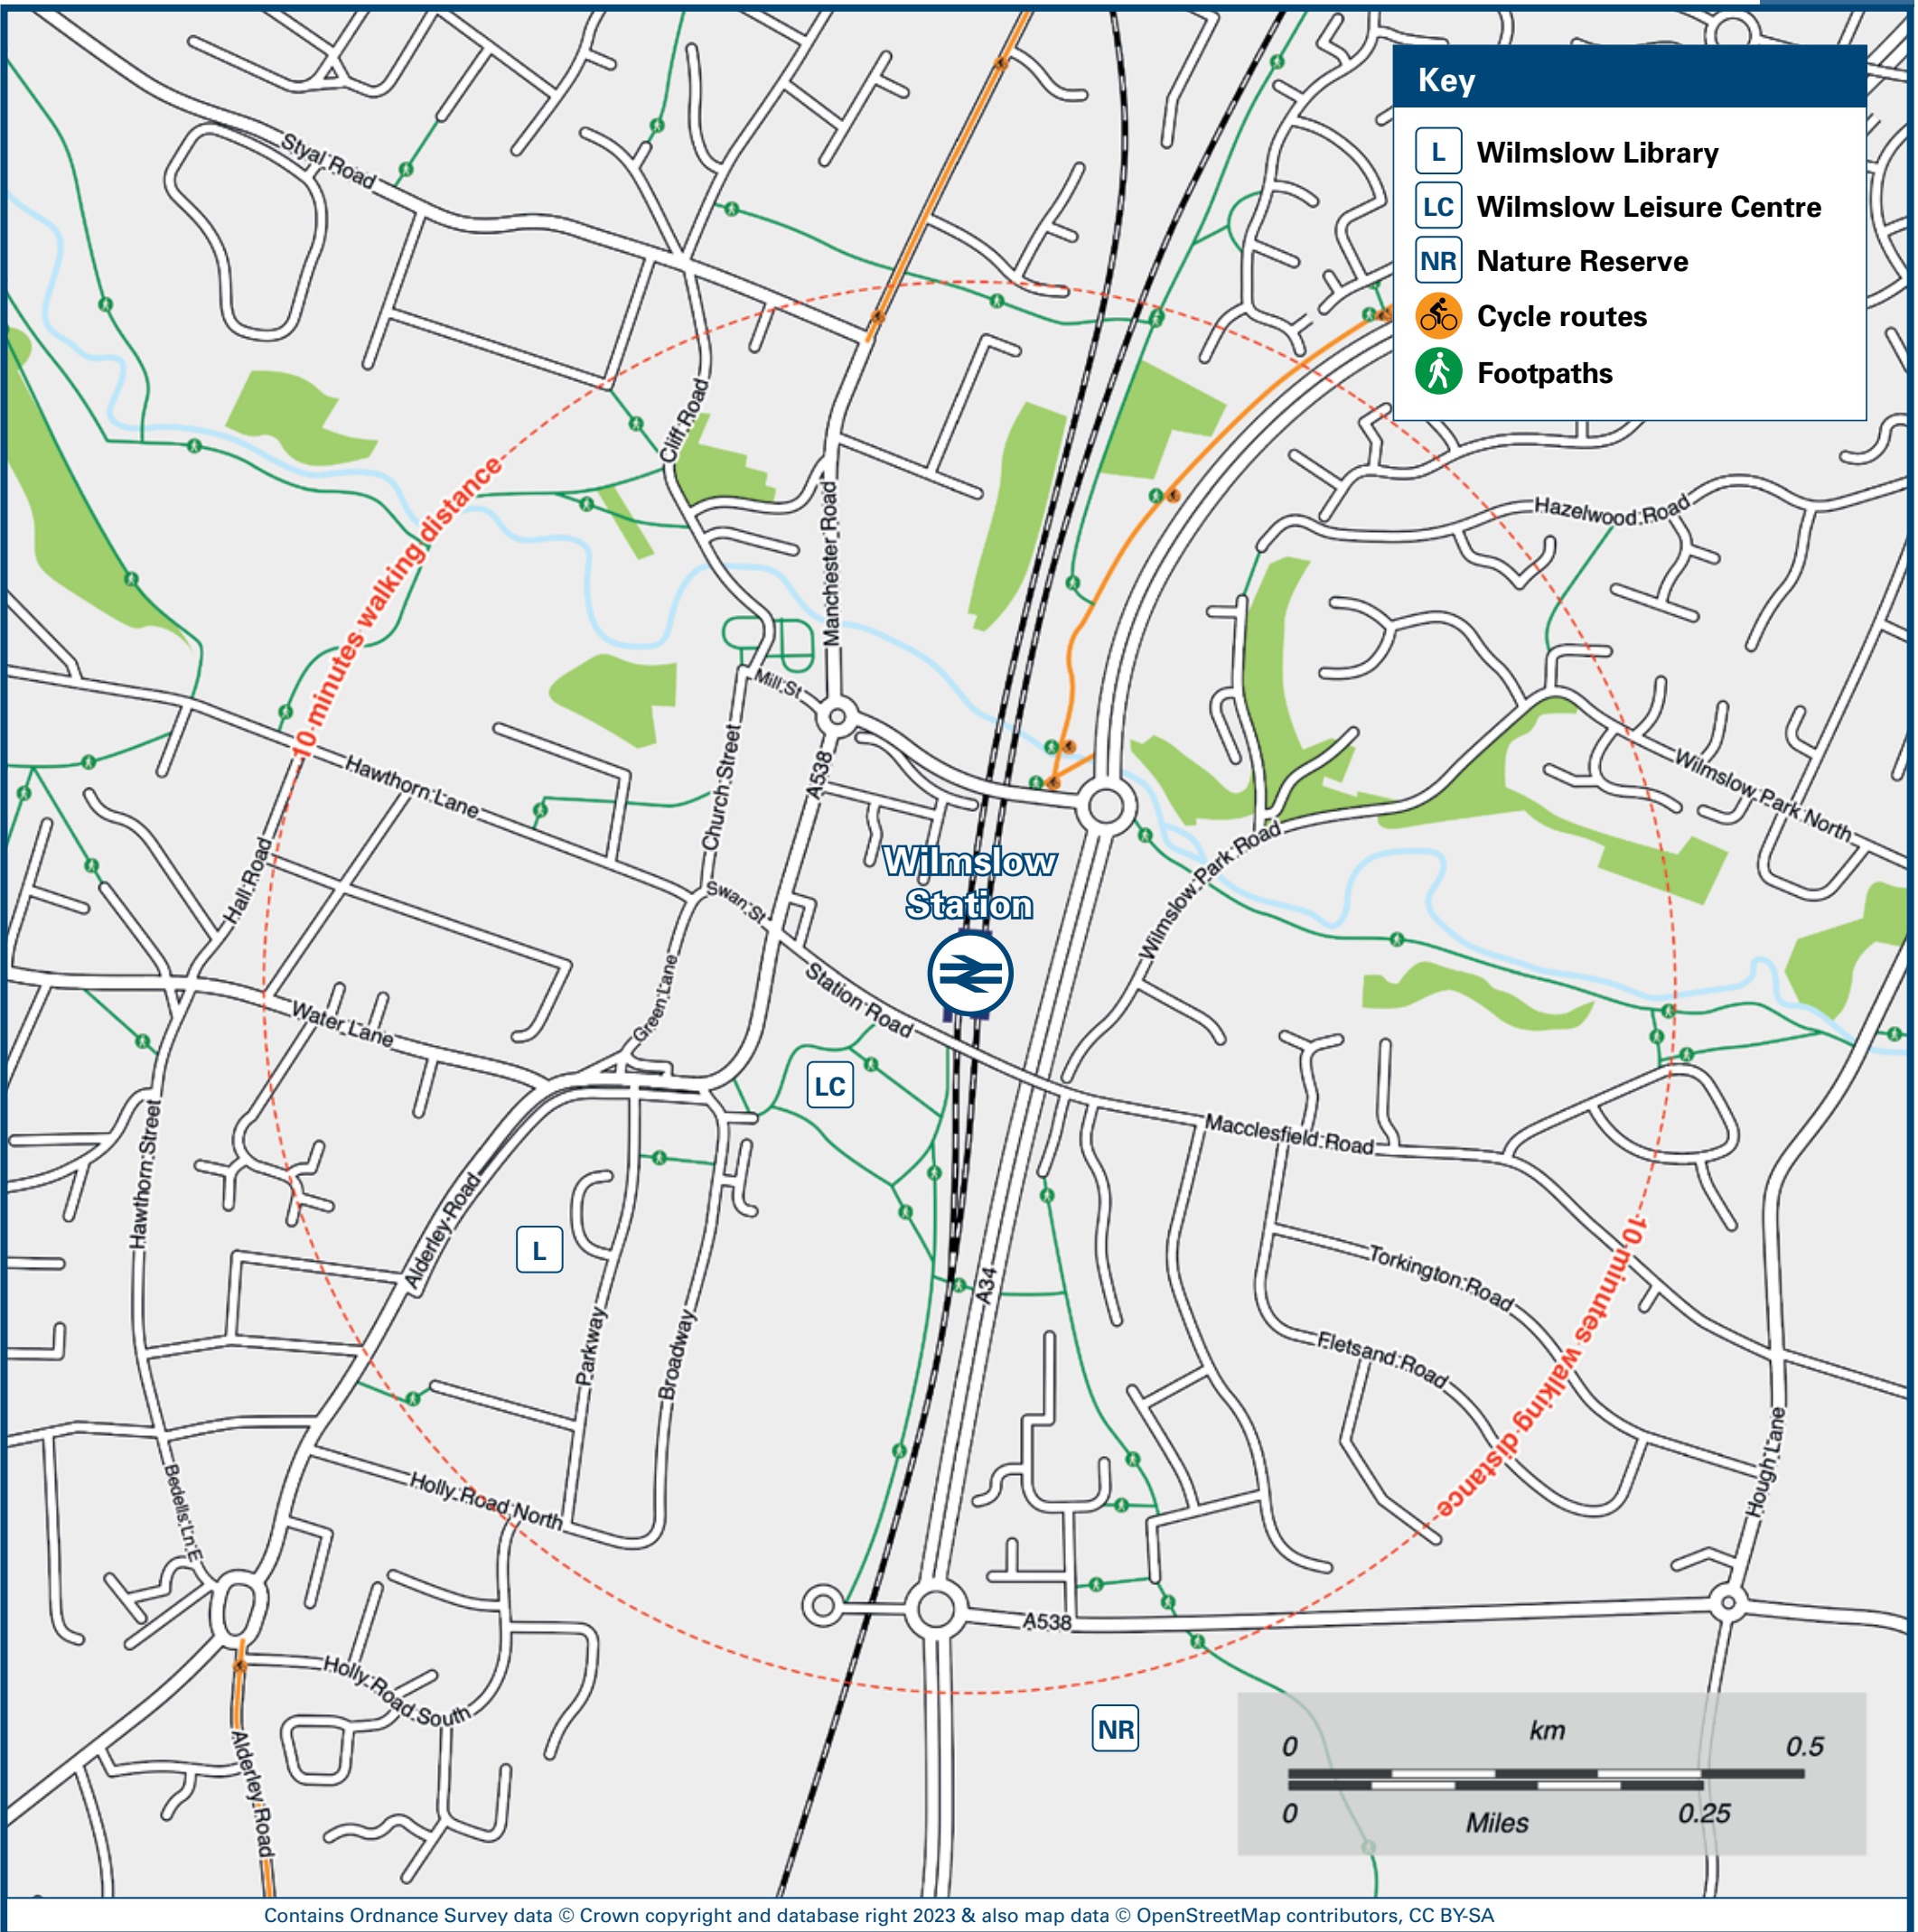 Key
L Wilmslow Library
LC Wilmslow Leisure Centre
NR Nature Reserve
Cycle routes
Footpaths
Styal Road
Cliff Road
Manchester Road
Hazelwood Road
10 minutes walking distance
Mill St
Hawthorn Lane
Church Street
A538
Wilmslow Park North
Hall Road
Swan St
Wilmslow
Station
Wilmslow Park Road
Green Lane
Station Road
Water Lane
LC
Hawthorn Street
Macclesfield Road
Alderley Road
L
A34
Torkington Road
10 minutes walking distance
Parkway
Broadway
Fletsand Road
Hough Lane
Bedells Ln E
Holly Road North
A538
Holly Road South
NR
Alderley Road
km
0 0.5
0 0.25
Miles
Contains Ordnance Survey data © Crown copyright and database right 2023 & also map data © OpenStreetMap contributors, CC BY-SA